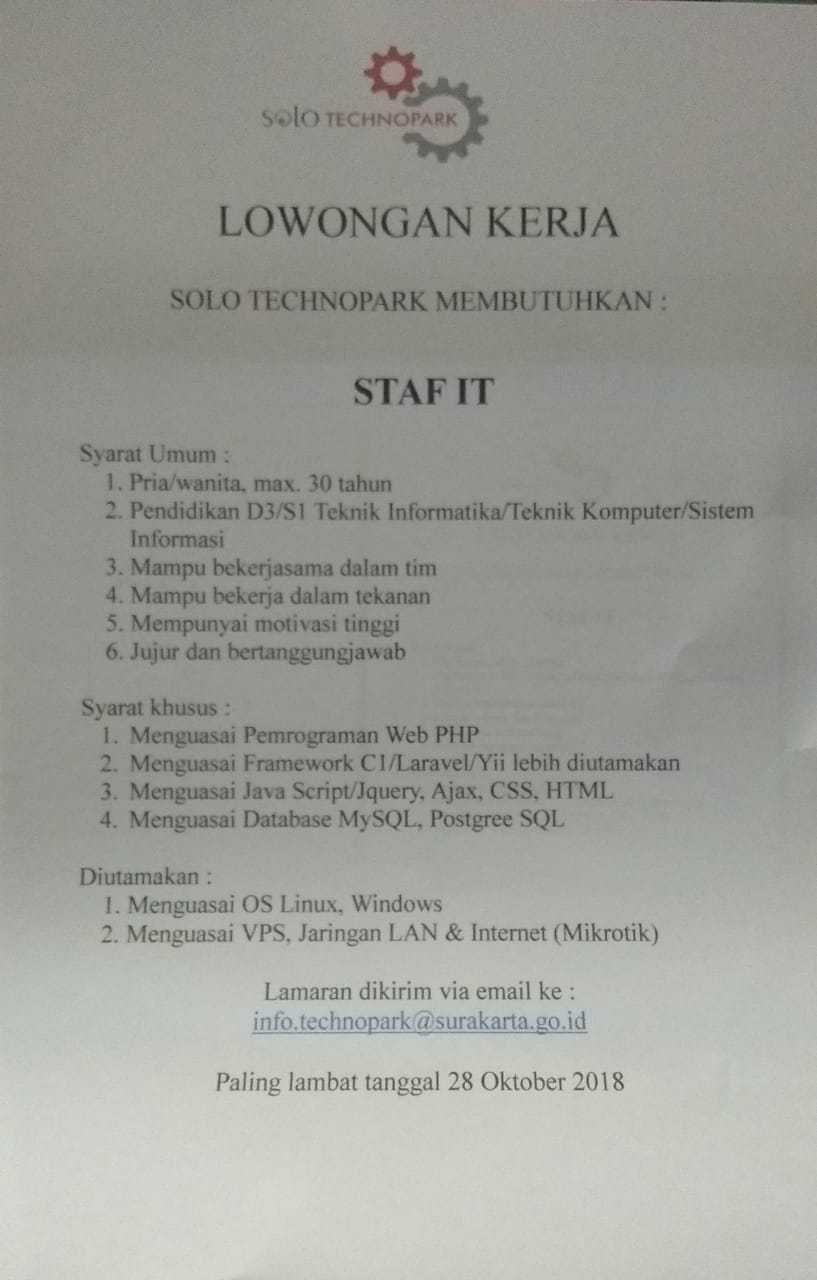 solo TECHNOPARK
LOWONGAN KERJA
SOLO TECHNOPARK MEMBUTUHKAN :
STAF IT
Syarat Umum :
1. Pria/wanita, max. 30 tahun
2. Pendidikan D3/S1 Teknik Informatika/Teknik Komputer/Sistem
Informasi
3. Mampu bekerjasama dalam tim
4. Mampu bekerja dalam tekanan
5. Mempunyai motivasi tinggi
6. Jujur dan bertanggungjawab
Syarat khusus :
1. Menguasai Pemrograman Web PHP
2. Menguasai Framework C1/Laravel/Yii lebih diutamakan
3. Menguasai Java Script/Jquery, Ajax, CSS, HTML
4. Menguasai Database MySQL, Postgree SQL
Diutamakan :
1. Menguasai OS Linux, Windows
2. Menguasai VPS, Jaringan LAN & Internet (Mikrotik)
Lamaran dikirim via email ke :
info.technopark@surakarta.go.id
Paling lambat tanggal 28 Oktober 2018